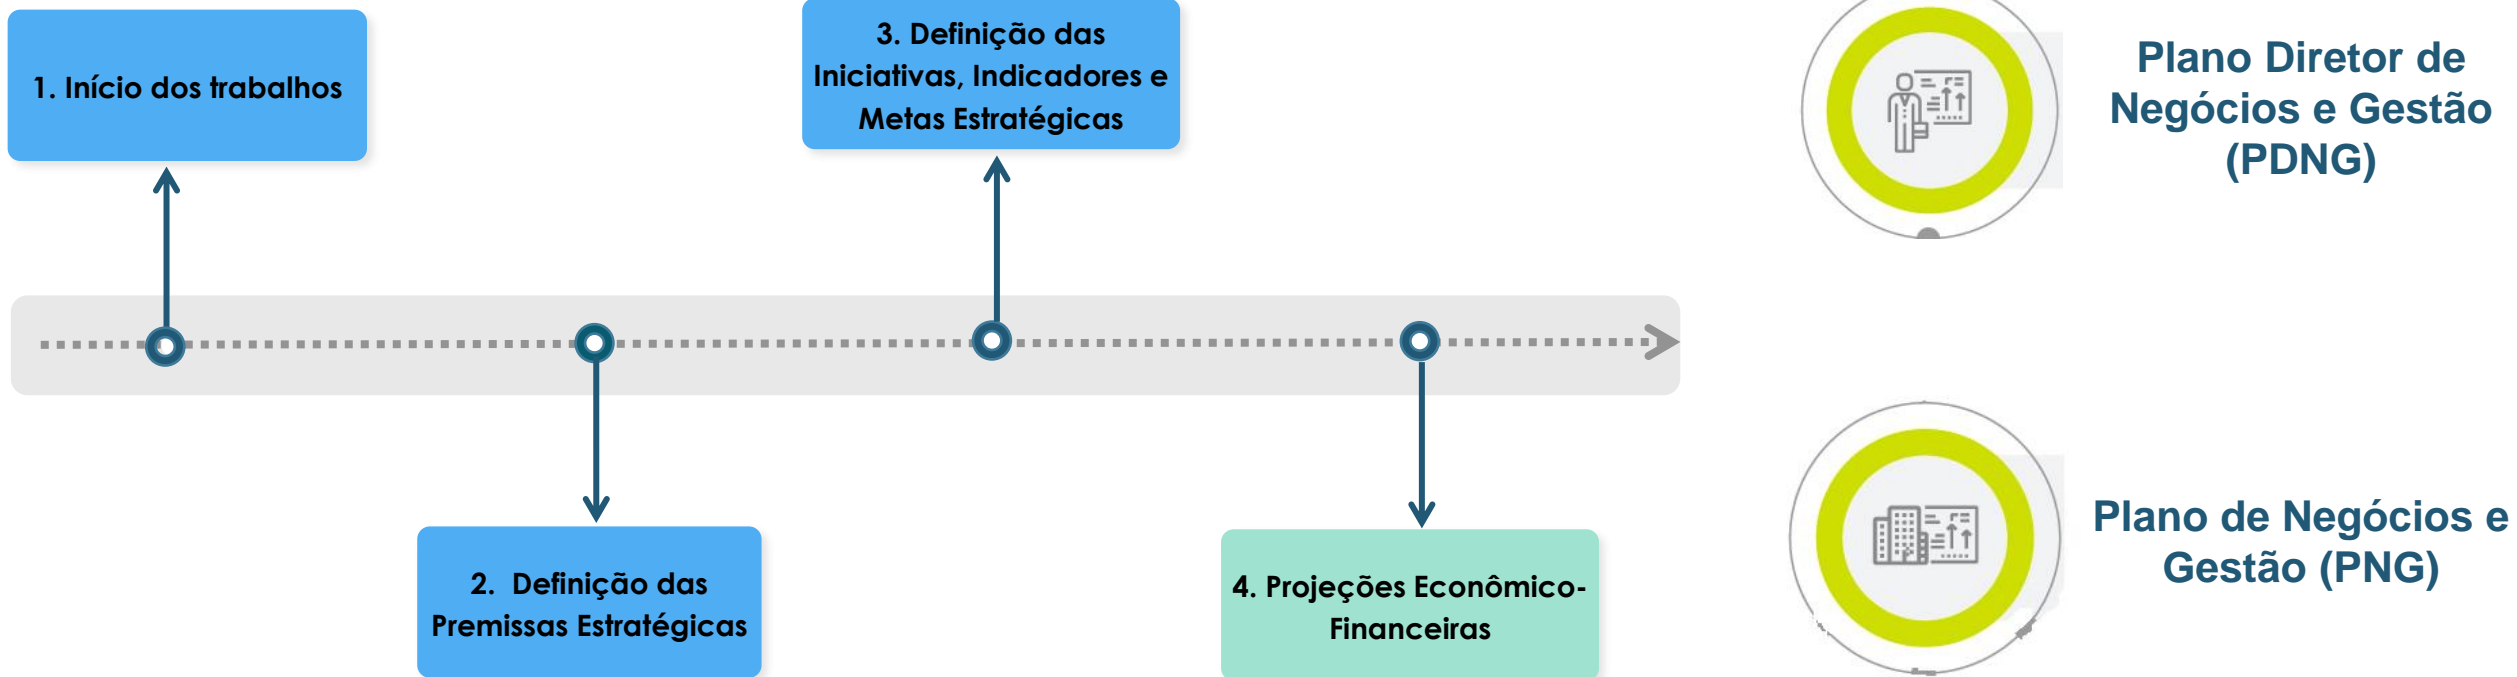 1. Início dos trabalhos
2. Definição das
Premissas Estratégicas
3. Definição das
Iniciativas, Indicadores e
Metas Estratégicas
4. Projeções Econômico-
Financeiras
Plano Diretor de
Negócios e Gestão
(PDNG)
Plano de Negócios e
Gestão (PNG)